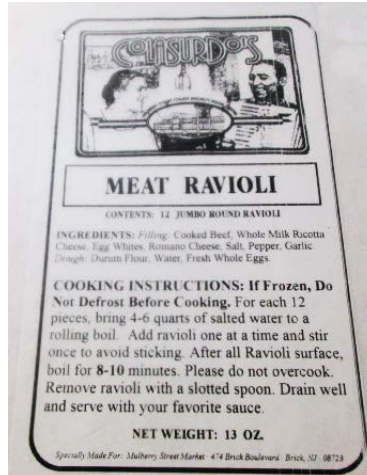 COLASURDO'S
MEAT RAVIOLI
CONTENTS: 12 JUMBO ROUND RAVIOLI
INGREDIENTS: Filling: Cooked Beef, Whole Milk Ricotta
Cheese, Egg Whites, Romano Cheese, Salt, Pepper, Garlic
Dough: Durum Flour, Water, Fresh Whole Eggs.
COOKING INSTRUCTIONS: If Frozen, Do
Not Defrost Before Cooking. For each 12
pieces, bring 4-6 quarts of salted water to a
rolling boil. Add ravioli one at a time and stir
once to avoid sticking. After all Ravioli surface,
boil for 8-10 minutes. Please do not overcook.
Remove ravioli with a slotted spoon. Drain well
and serve with your favorite sauce.
NET WEIGHT: 13 OZ.
Specially Made For: Mulberry Street Market · 474 Brick Boulevard · Brick, NJ · 08723